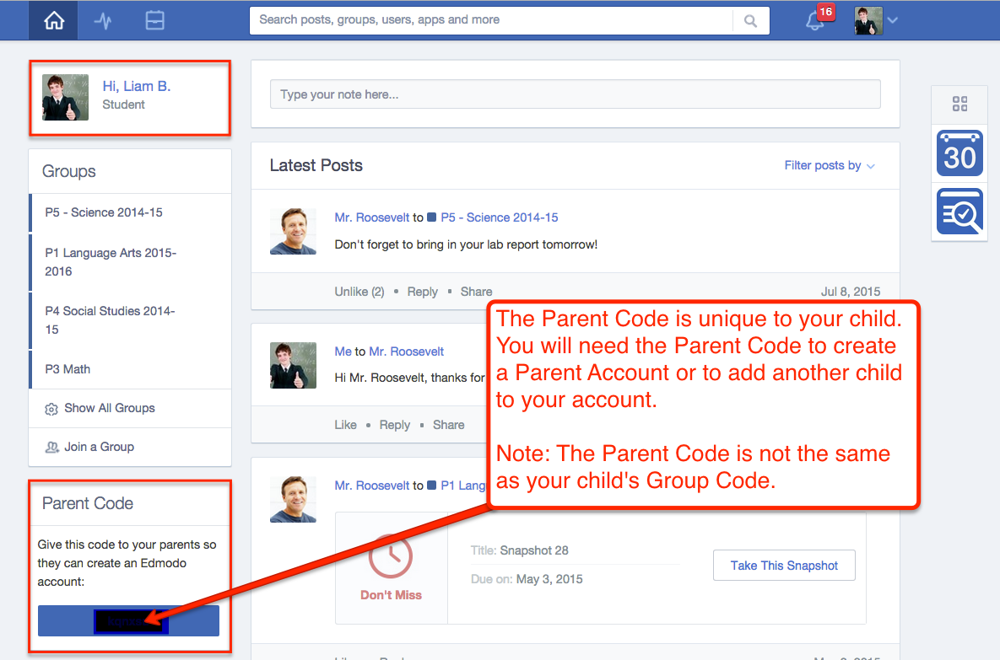 Search posts, groups, users, apps and more
16
Hi, Liam B.
Student
Groups
P5 - Science 2014-15
P1 Language Arts 2015-
2016
P4 Social Studies 2014-
15
P3 Math
Show All Groups
Join a Group
Parent Code
Give this code to your parents so
they can create an Edmodo
account:
Type your note here...
Latest Posts
Filter posts by
Mr. Roosevelt to P5 - Science 2014-15
Don't forget to bring in your lab report tomorrow!
Unlike (2) • Reply • Share
Jul 8, 2015
Me to Mr. Roosevelt
Hi Mr. Roosevelt, thanks for
Like • Reply • Share
The Parent Code is unique to your child.
You will need the Parent Code to create
a Parent Account or to add another child
to your account.
Note: The Parent Code is not the same
as your child's Group Code.
Mr. Roosevelt to P1 Lang
Don't Miss
Title: Snapshot 28
Due on: May 3, 2015
Take This Snapshot
30